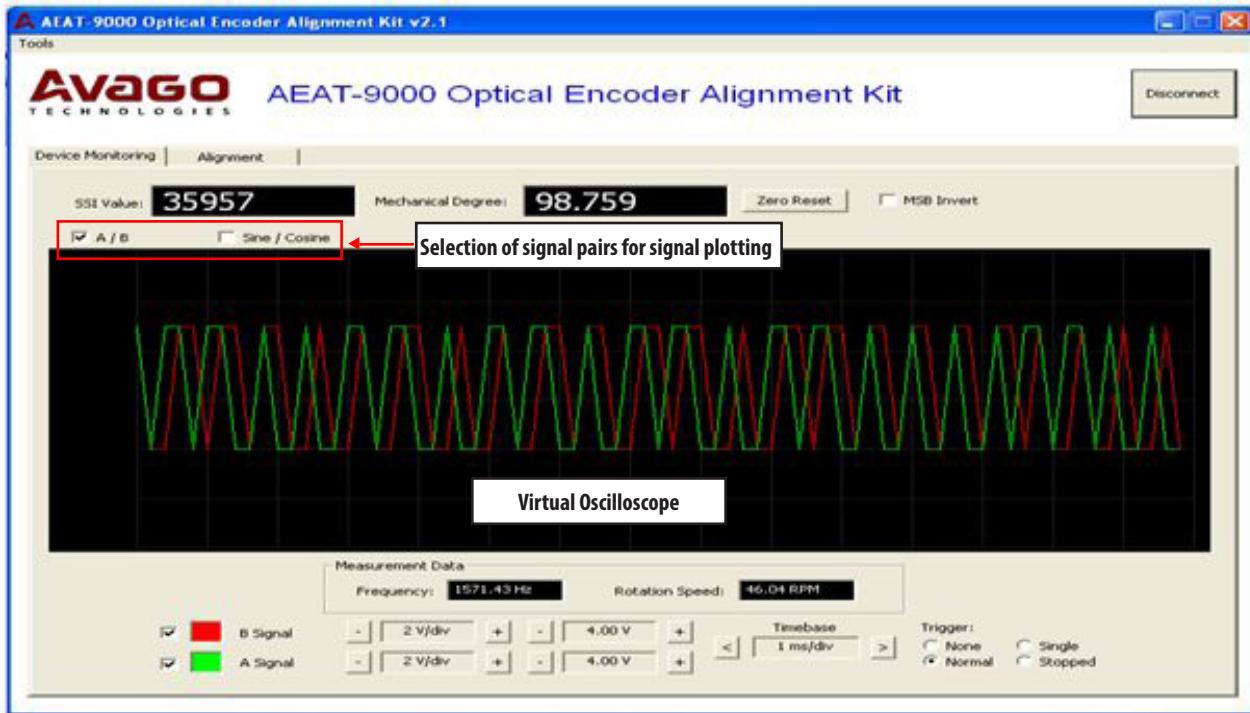 AEAT-9000 Optical Encoder Alignment Kit v2.1
Tools
AVAGO
TECHNOLOGIES
AEAT-9000 Optical Encoder Alignment Kit
Disconnect
Device Monitoring
Alignment
SSI Value: 35957
Mechanical Degree: 98.759
Zero Reset
MSB Invert
A / B
Sine / Cosine
Selection of signal pairs for signal plotting
Virtual Oscilloscope
Measurement Data
Frequency: 1571.43 Hz
Rotation Speed: 46.04 RPM
B Signal
- 2 V/div +
- 4.00 V +
A Signal
- 2 V/div +
- 4.00 V +
Timebase
< 1 ms/div >
Trigger:
None
Single
Normal
Stopped